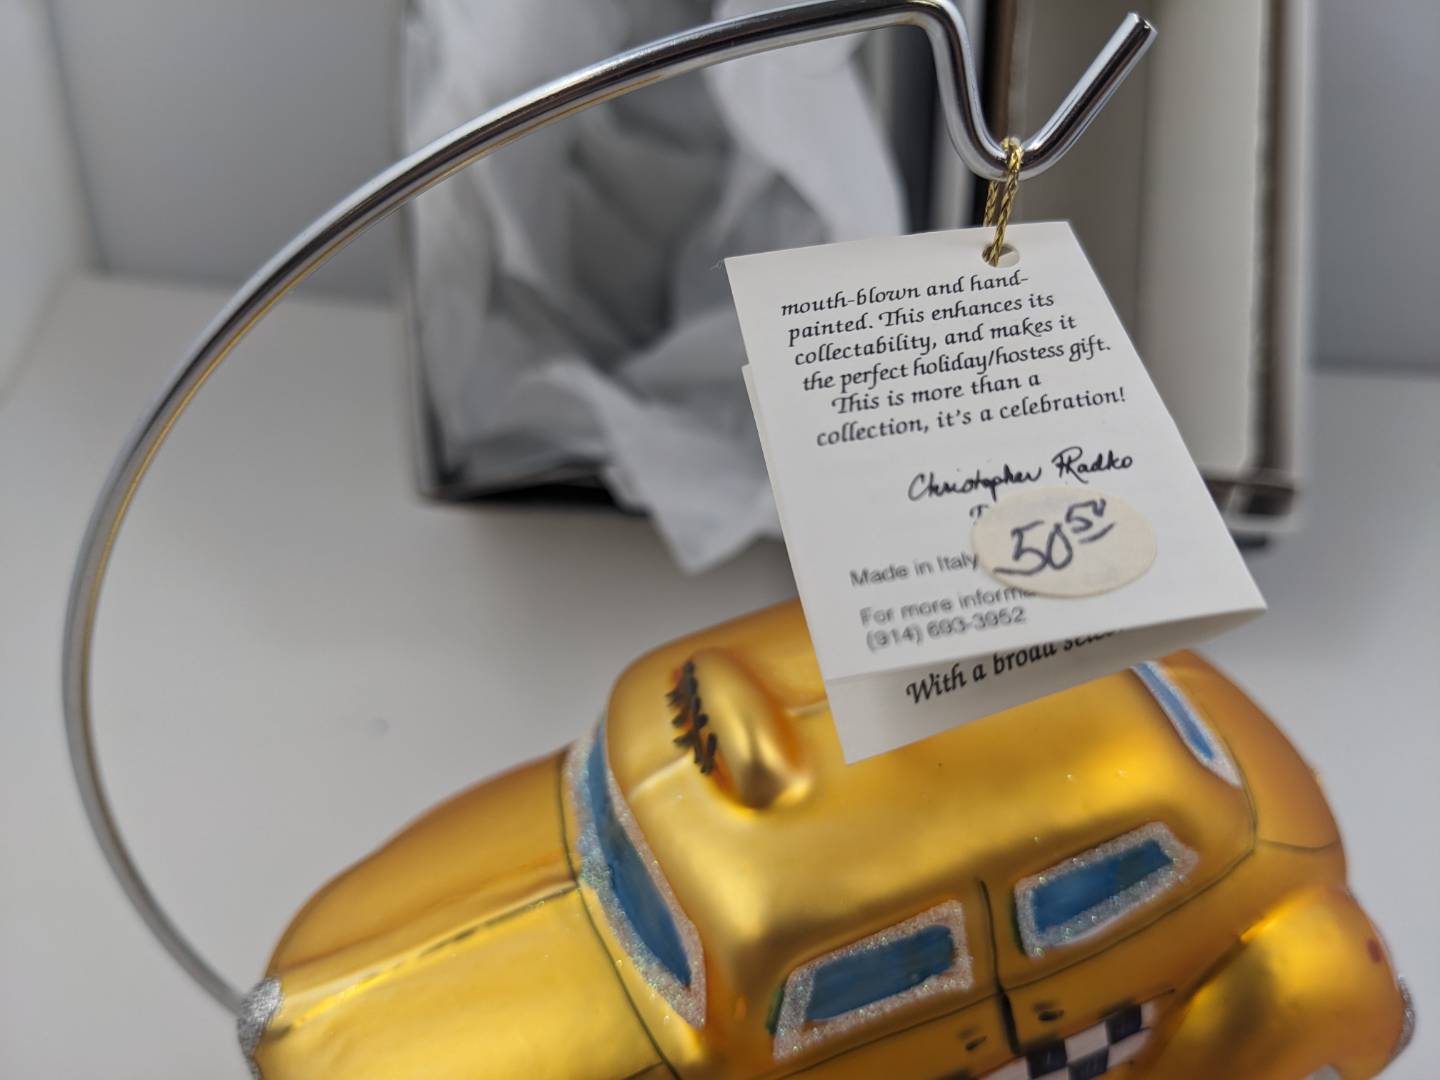 mouth-blown and hand-
painted. This enhances its
collectability, and makes it
the perfect holiday/hostess gift.
This is more than a
collection, it's a celebration!
Christopher Radko
50 50
Made in Italy
For more informa
(914) 693-3952
With a broad selec